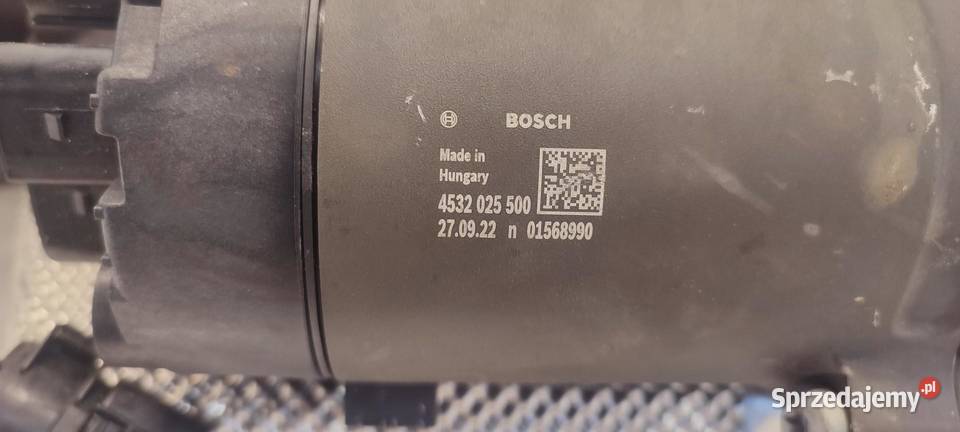 BOSCH
Made in
Hungary
4532 025 500
27.09.22 n 01568990
Sprzedajemy .pl